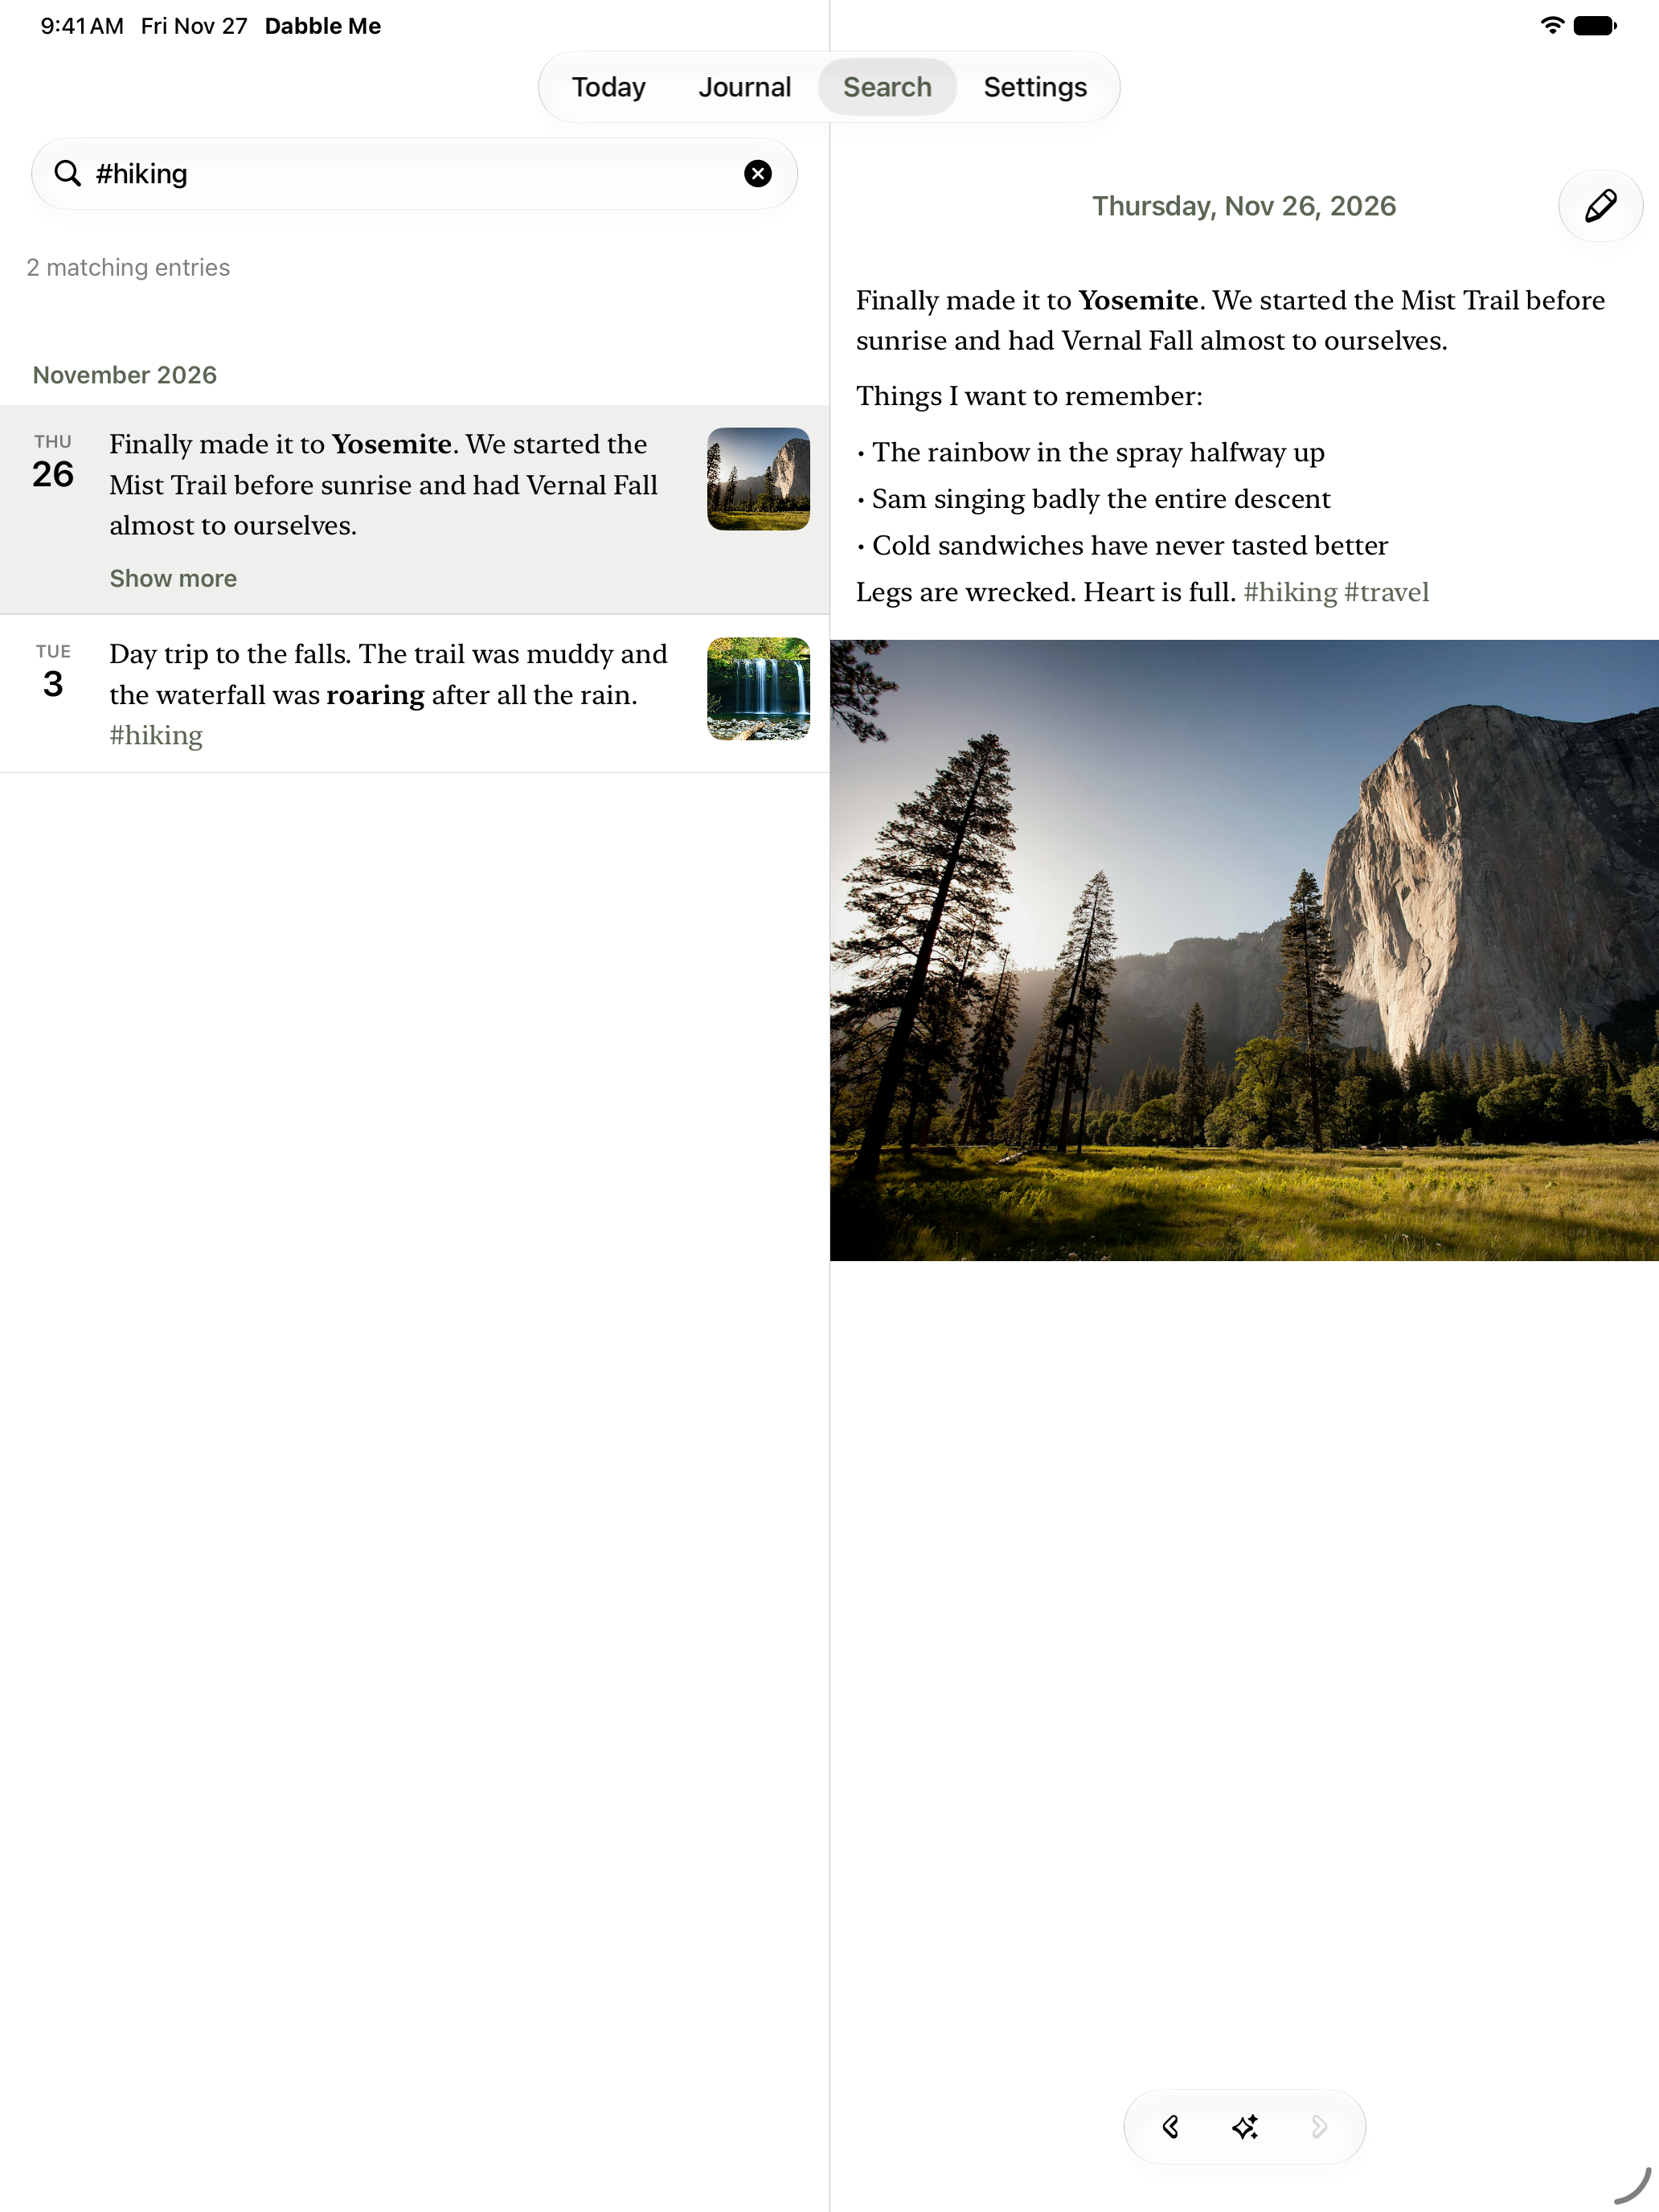 9:41 AM Fri Nov 27 Dabble Me
Today Journal Search Settings
#hiking
2 matching entries
November 2026
THU
26
Finally made it to Yosemite. We started the
Mist Trail before sunrise and had Vernal Fall
almost to ourselves.
Show more
TUE
3
Day trip to the falls. The trail was muddy and
the waterfall was roaring after all the rain.
#hiking
Thursday, Nov 26, 2026
Finally made it to Yosemite. We started the Mist Trail before
sunrise and had Vernal Fall almost to ourselves.
Things I want to remember:
• The rainbow in the spray halfway up
• Sam singing badly the entire descent
• Cold sandwiches have never tasted better
Legs are wrecked. Heart is full. #hiking #travel